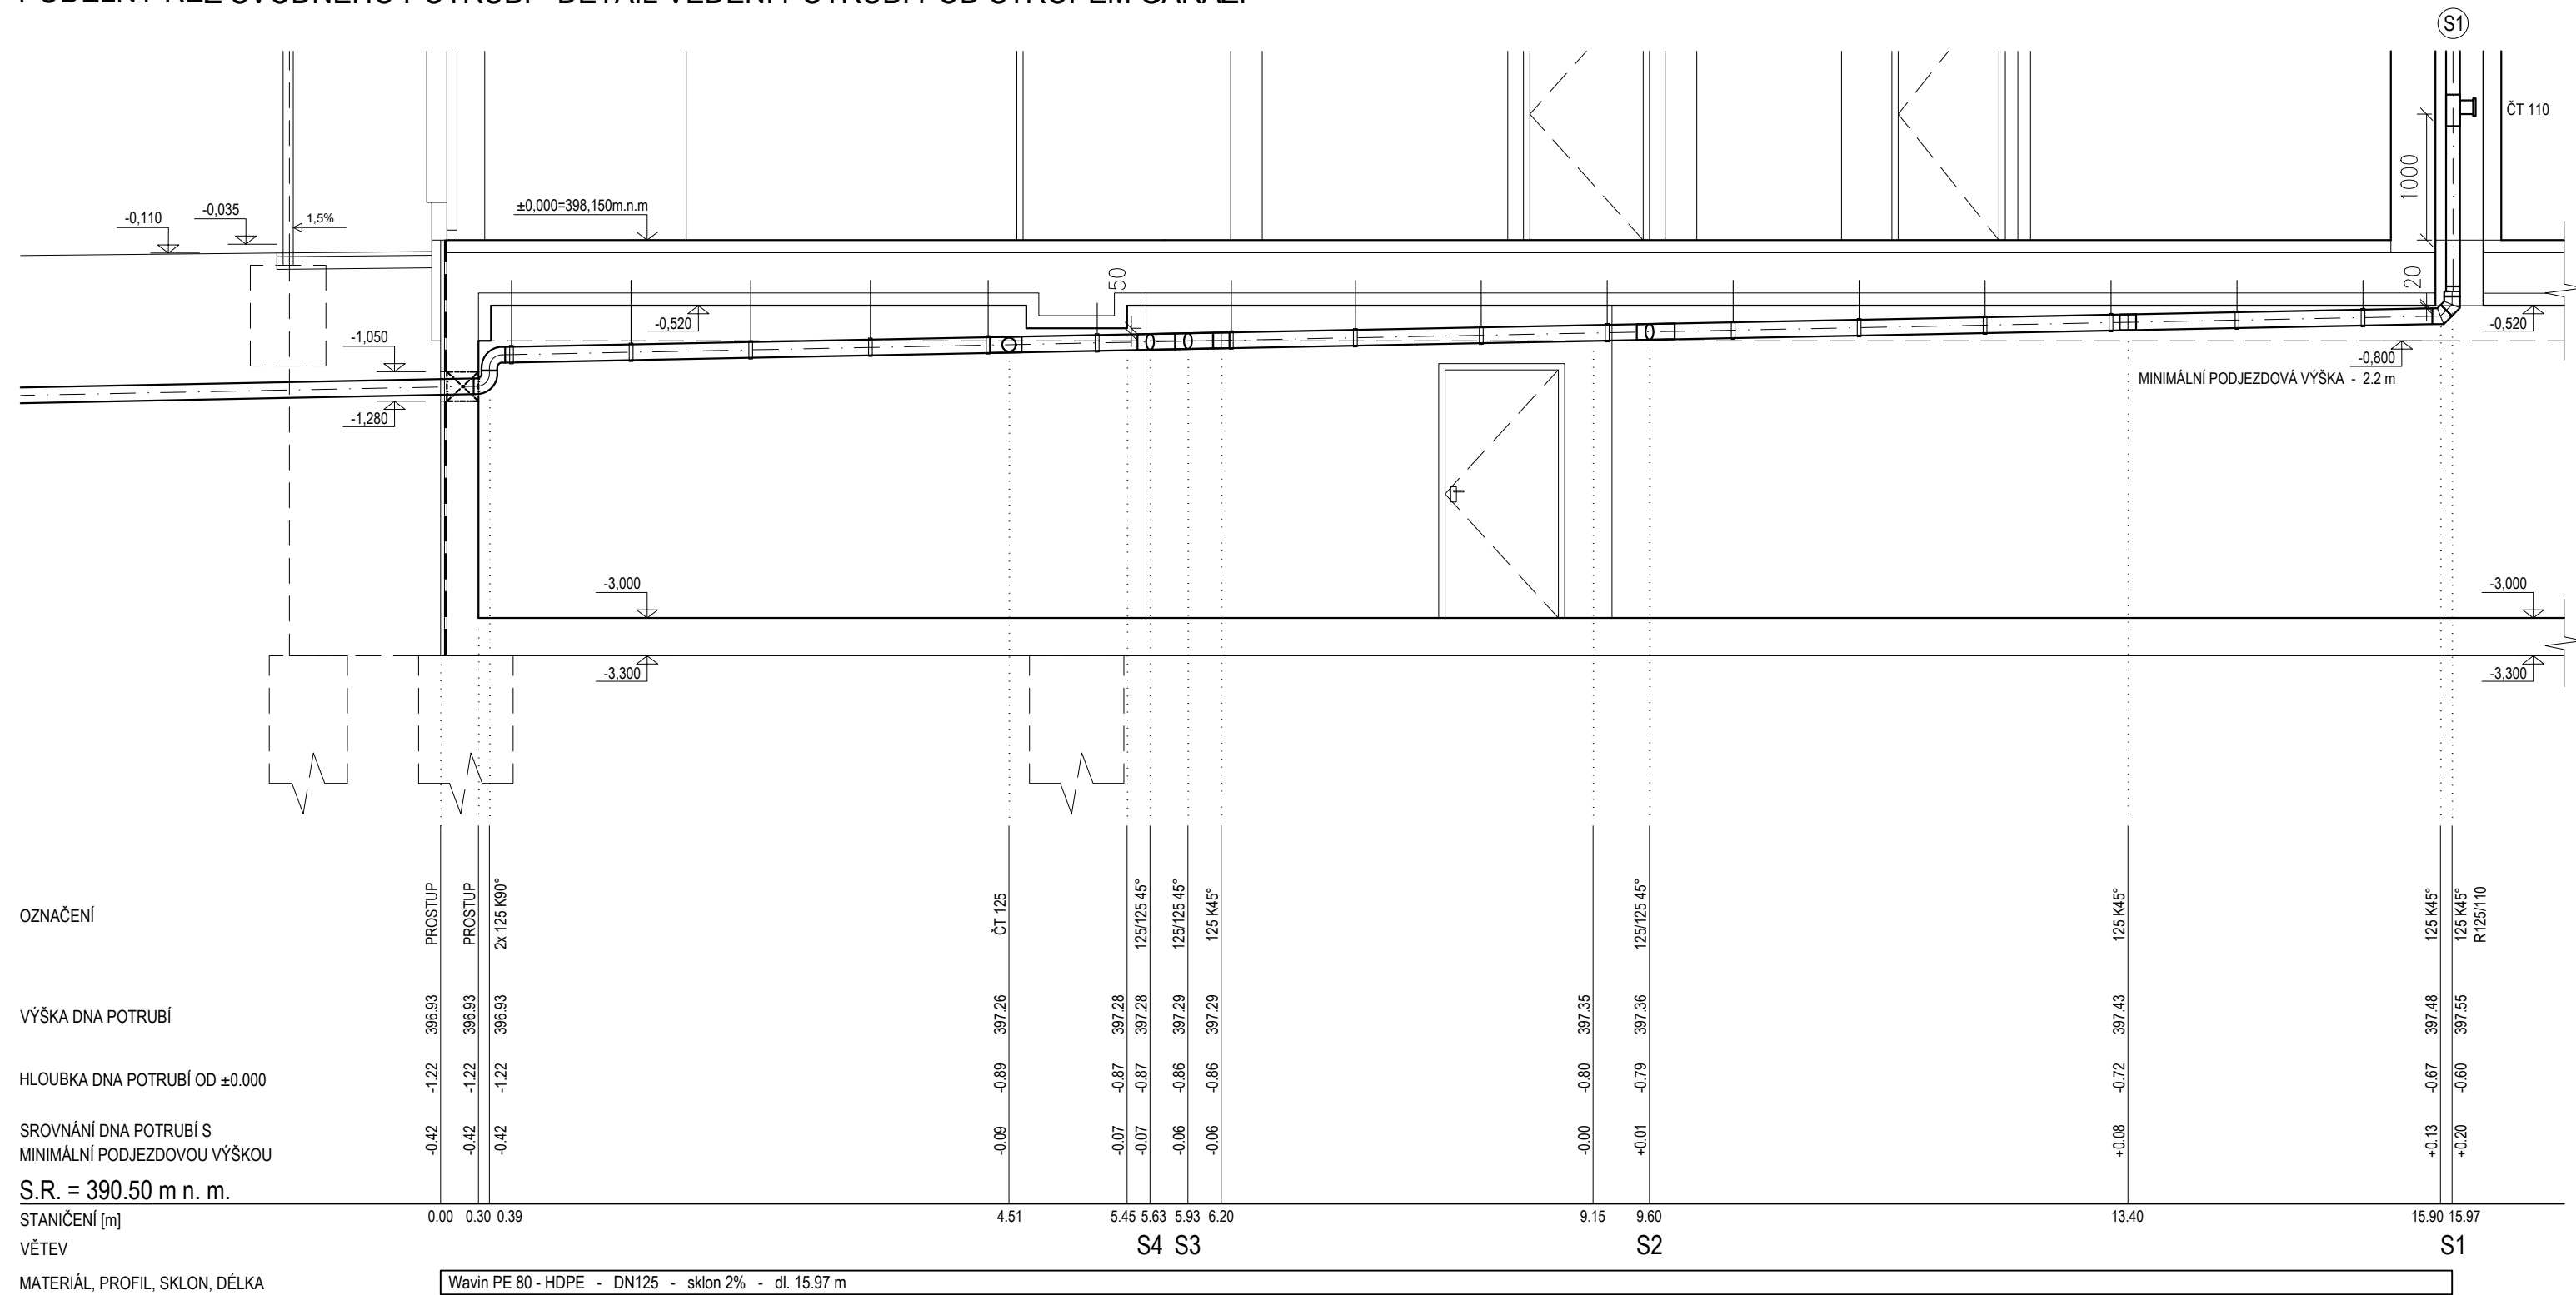 S1
ČT 110
1000
-0,110
-0,035
1,5%
±0,000=398,150m.n.m
50
20
-0,520
-0,520
-1,050
-1,280
-0,800
MINIMÁLNÍ PODJEZDOVÁ VÝŠKA - 2.2 m
-3,000
-3,000
-3,300
-3,300
OZNAČENÍ
PROSTUP
PROSTUP
2x 125 K90°
ČT 125
125/125 45°
125/125 45°
125 K45°
125/125 45°
125 K45°
125 K45°
125 K45°
R125/110
VÝŠKA DNA POTRUBÍ
396.93
396.93
396.93
397.26
397.28
397.28
397.29
397.29
397.35
397.36
397.43
397.48
397.55
HLOUBKA DNA POTRUBÍ OD ±0.000
-1.22
-1.22
-1.22
-0.89
-0.87
-0.87
-0.86
-0.86
-0.80
-0.79
-0.72
-0.67
-0.60
SROVNÁNÍ DNA POTRUBÍ S
MINIMÁLNÍ PODJEZDOVOU VÝŠKOU
-0.42
-0.42
-0.42
-0.09
-0.07
-0.07
-0.06
-0.06
-0.00
+0.01
+0.08
+0.13
+0.20
S.R. = 390.50 m n. m.
STANIČENÍ [m]
0.00 0.30 0.39 4.51 5.45 5.63 5.93 6.20 9.15 9.60 13.40 15.90 15.97
VĚTEV
S4 S3 S2 S1
MATERIÁL, PROFIL, SKLON, DÉLKA
Wavin PE 80 - HDPE - DN125 - sklon 2% - dl. 15.97 m